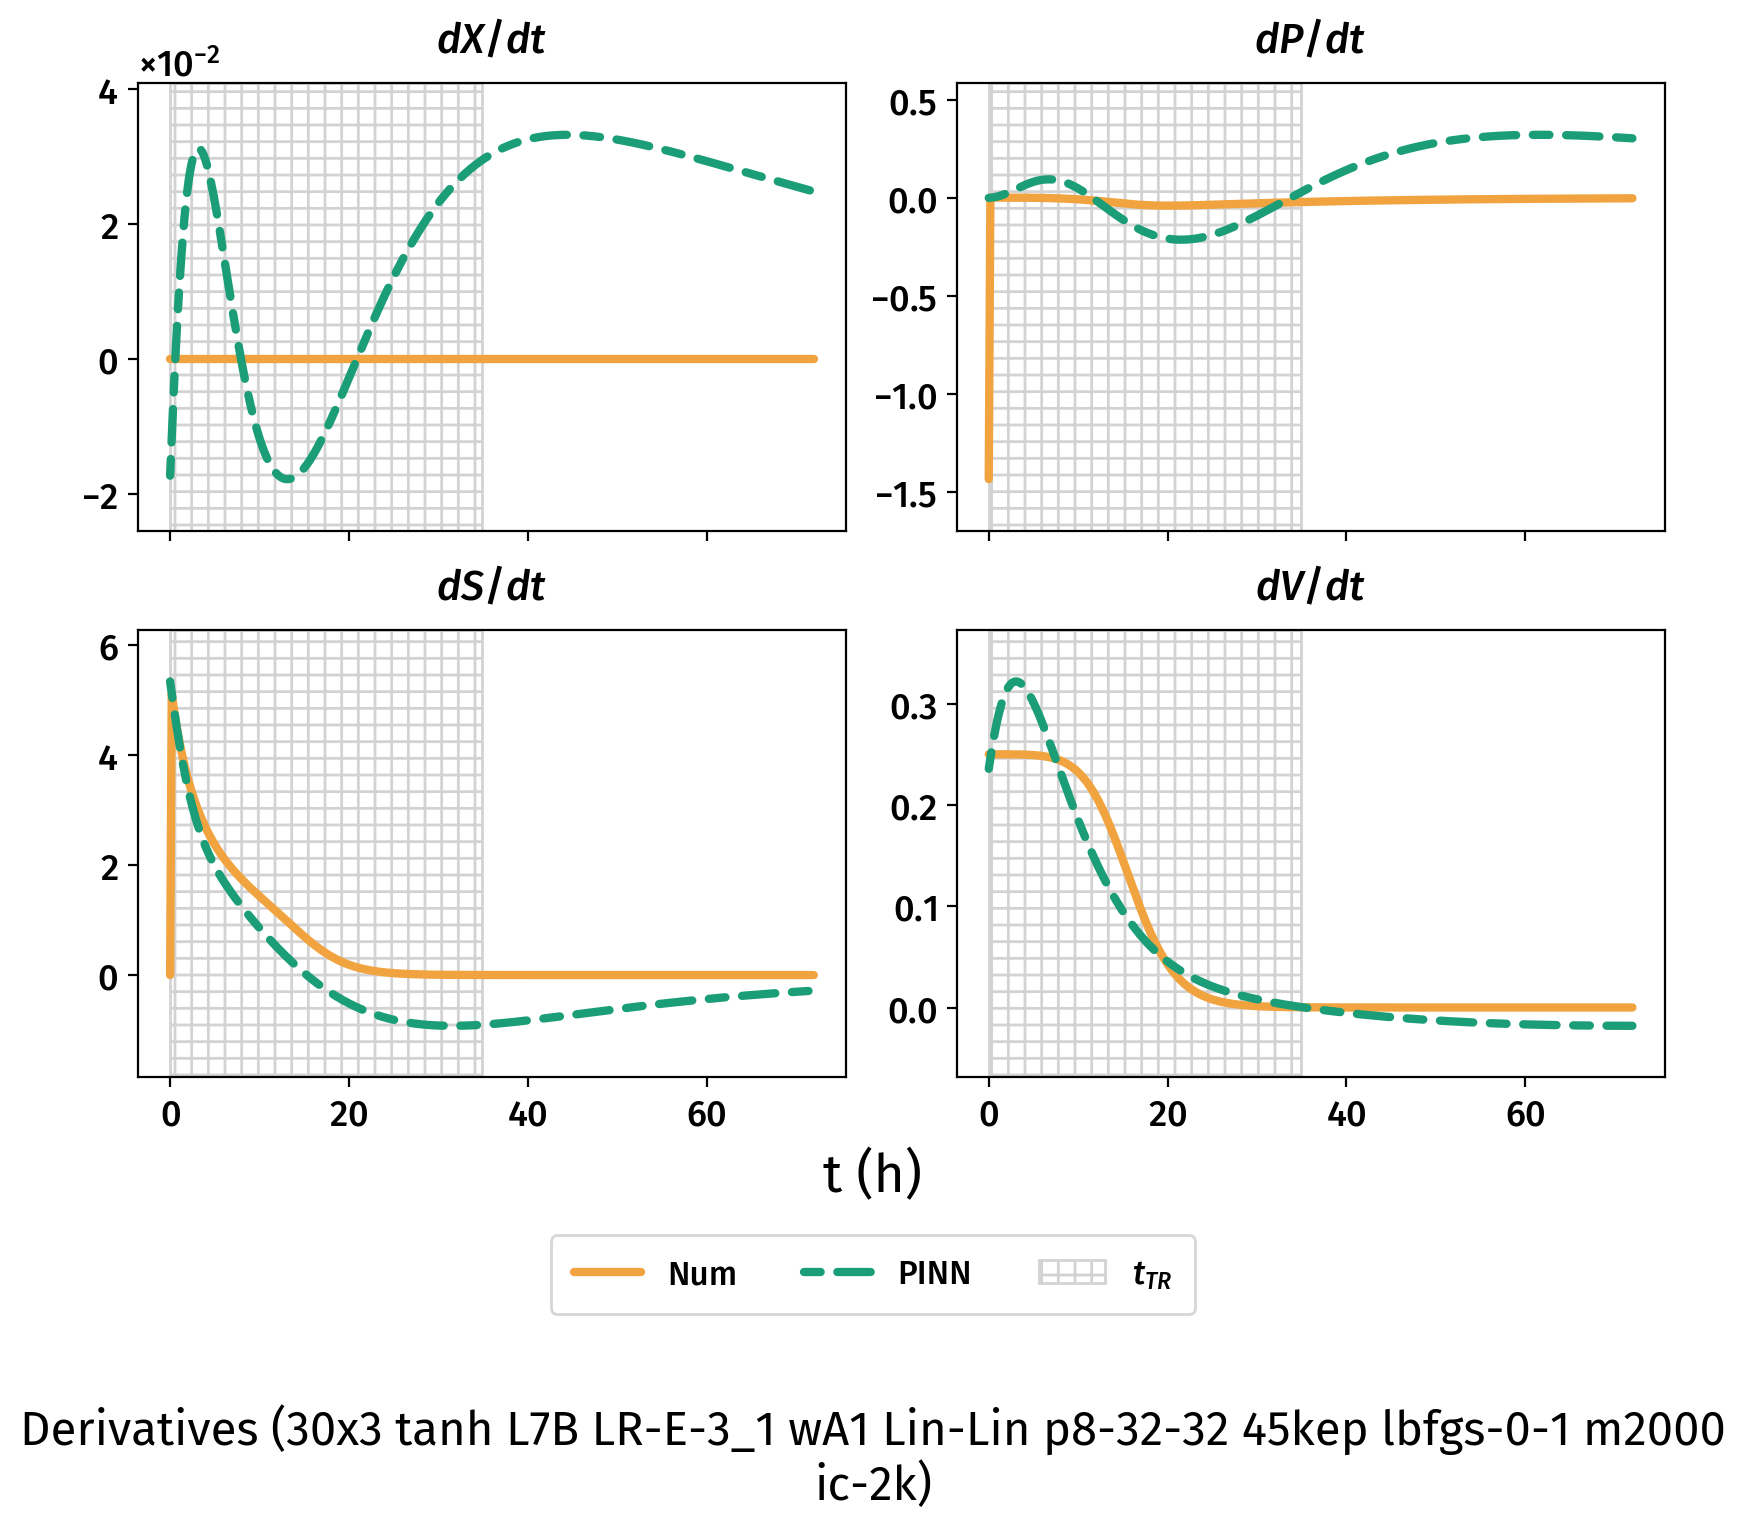 dX/dt
×10⁻²
4
2
0
−2
dP/dt
0.5
0.0
−0.5
−1.0
−1.5
dS/dt
6
4
2
0
0 20 40 60
dV/dt
0.3
0.2
0.1
0.0
0 20 40 60
t (h)
Num PINN t_TR
Derivatives (30x3 tanh L7B LR-E-3_1 wA1 Lin-Lin p8-32-32 45kep lbfgs-0-1 m2000
ic-2k)